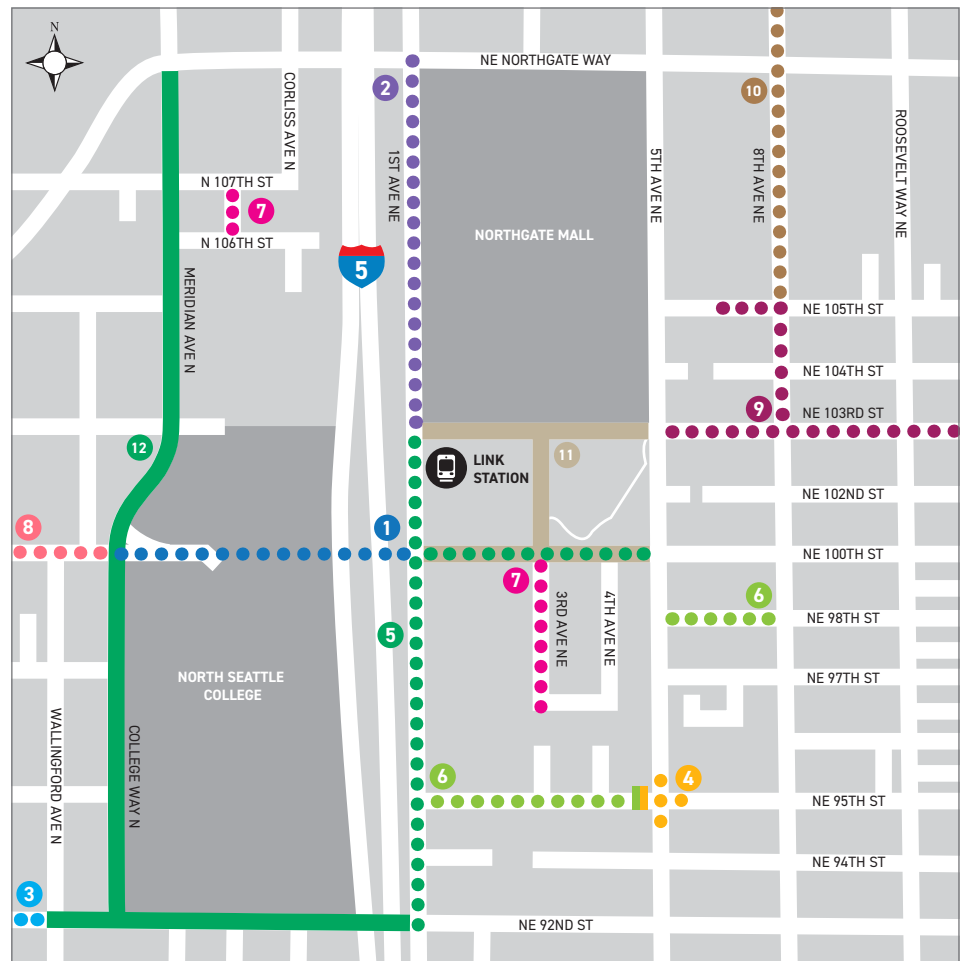 N
NE NORTHGATE WAY
2
10
CORLISS AVE N
1ST AVE NE
5TH AVE NE
8TH AVE NE
ROOSEVELT WAY NE
N 107TH ST
7
N 106TH ST
NORTHGATE MALL
5
MERIDIAN AVE N
NE 105TH ST
NE 104TH ST
9
NE 103RD ST
12
11
LINK
STATION
NE 102ND ST
8
1
NE 100TH ST
7
3RD AVE NE
4TH AVE NE
6
NE 98TH ST
5
NORTH SEATTLE
COLLEGE
NE 97TH ST
WALLINGFORD AVE N
COLLEGE WAY N
6
4
NE 95TH ST
NE 94TH ST
3
NE 92ND ST